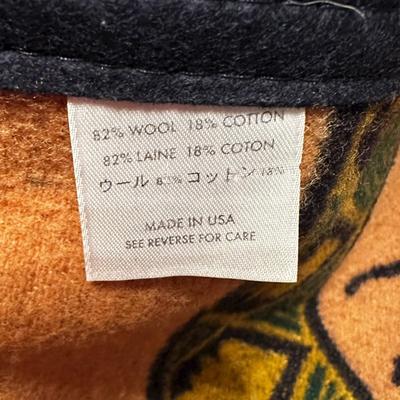 82% WOOL 18% COTTON
82% LAINE 18% COTON
ウール 82% コットン 18%
MADE IN USA
SEE REVERSE FOR CARE